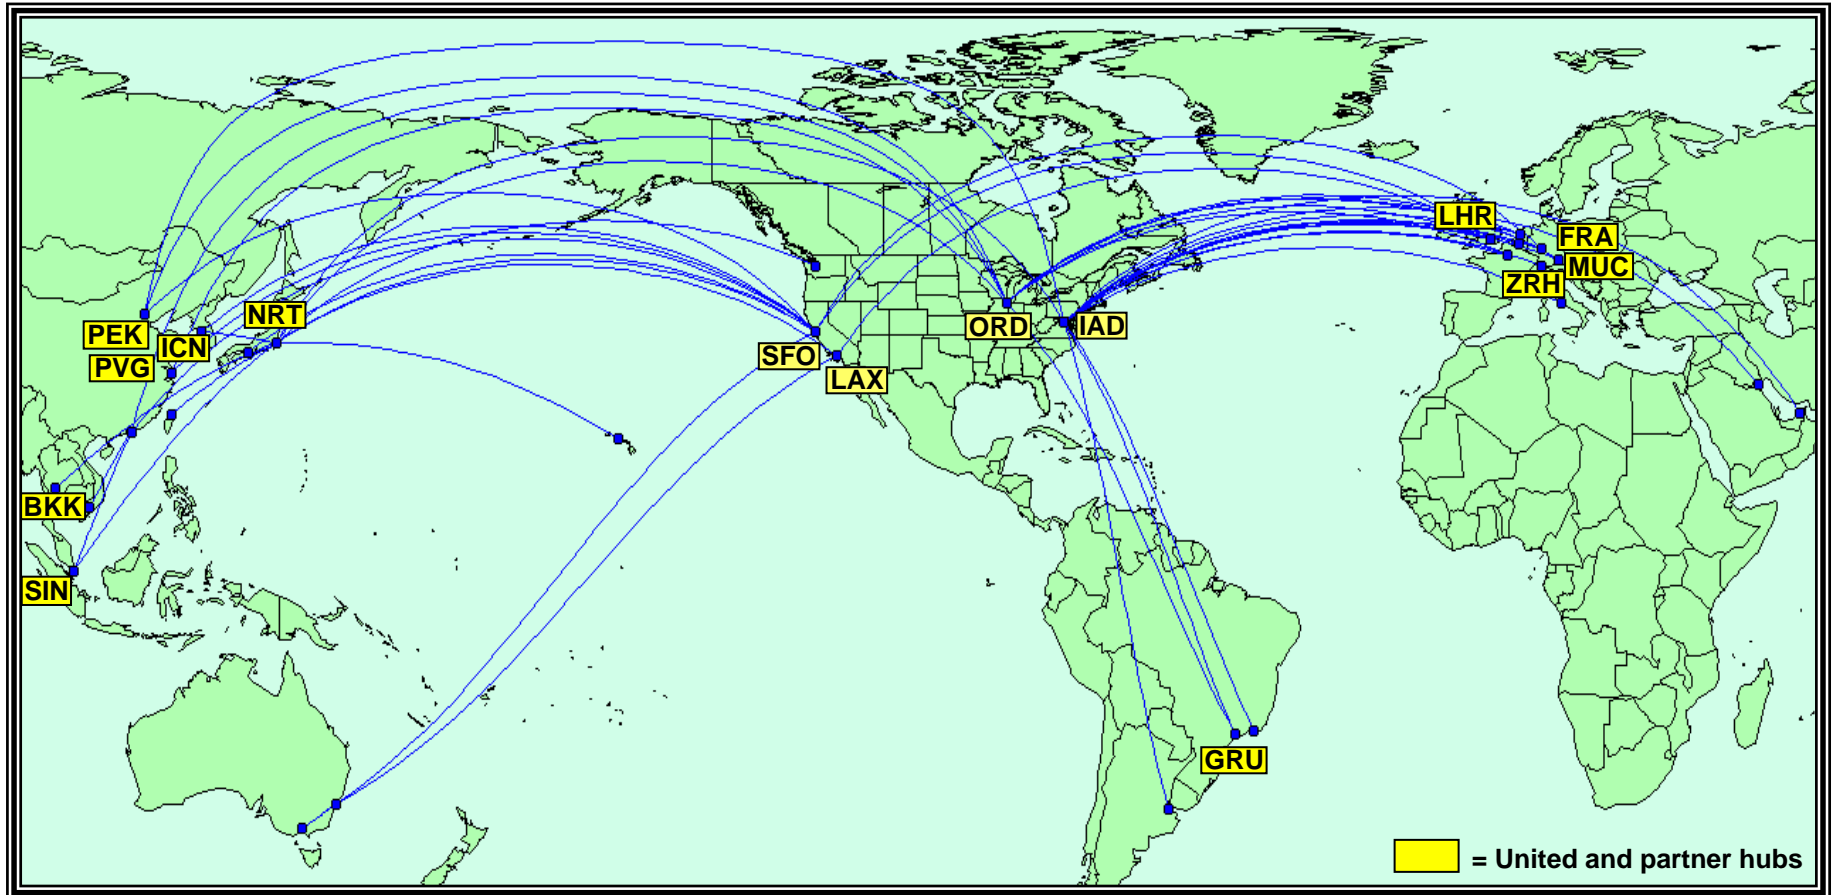 LHR
FRA
MUC
ZRH
NRT
PEK
ICN
PVG
ORD
IAD
SFO
LAX
BKK
SIN
GRU
= United and partner hubs